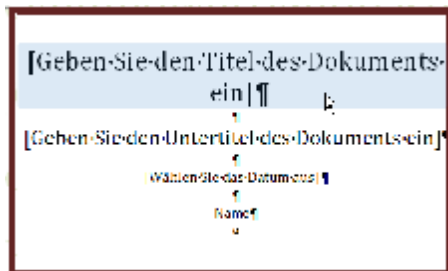 [Geben·Sie·den·Titel·des·Dokuments·
ein]¶
¶
[Geben·Sie·den·Untertitel·des·Dokuments·ein]¶
¶
Wählen·Sie·das·Datum·aus]¶
¶
Name¶
¤